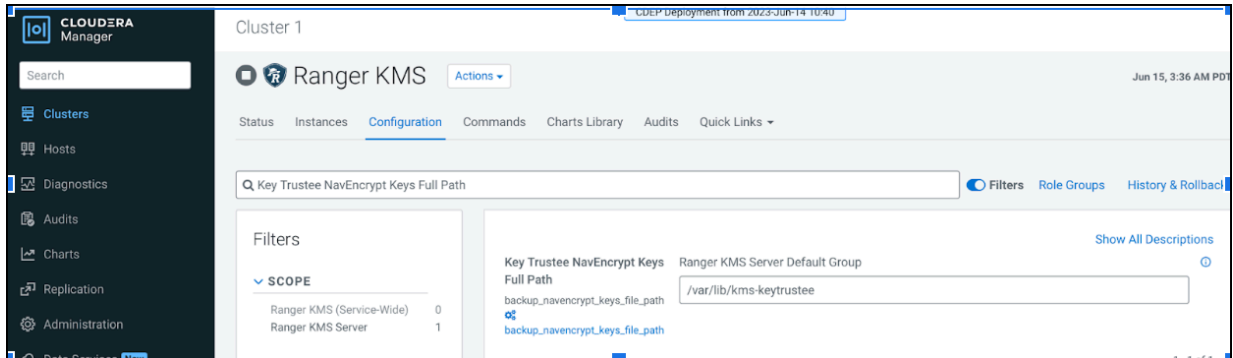 CLOUDERA
Manager
Search
Clusters
Hosts
Diagnostics
Audits
Charts
Replication
Administration
Data Services New
CDEP Deployment from 2023-Jun-14 10:40
Cluster 1
Ranger KMS
Actions
Jun 15, 3:36 AM PDT
Status Instances Configuration Commands Charts Library Audits Quick Links
Key Trustee NavEncrypt Keys Full Path
Filters Role Groups History & Rollback
Filters
SCOPE
Ranger KMS (Service-Wide) 0
Ranger KMS Server 1
Show All Descriptions
Key Trustee NavEncrypt Keys
Full Path
backup_navencrypt_keys_file_path
backup_navencrypt_keys_file_path
Ranger KMS Server Default Group
/var/lib/kms-keytrustee